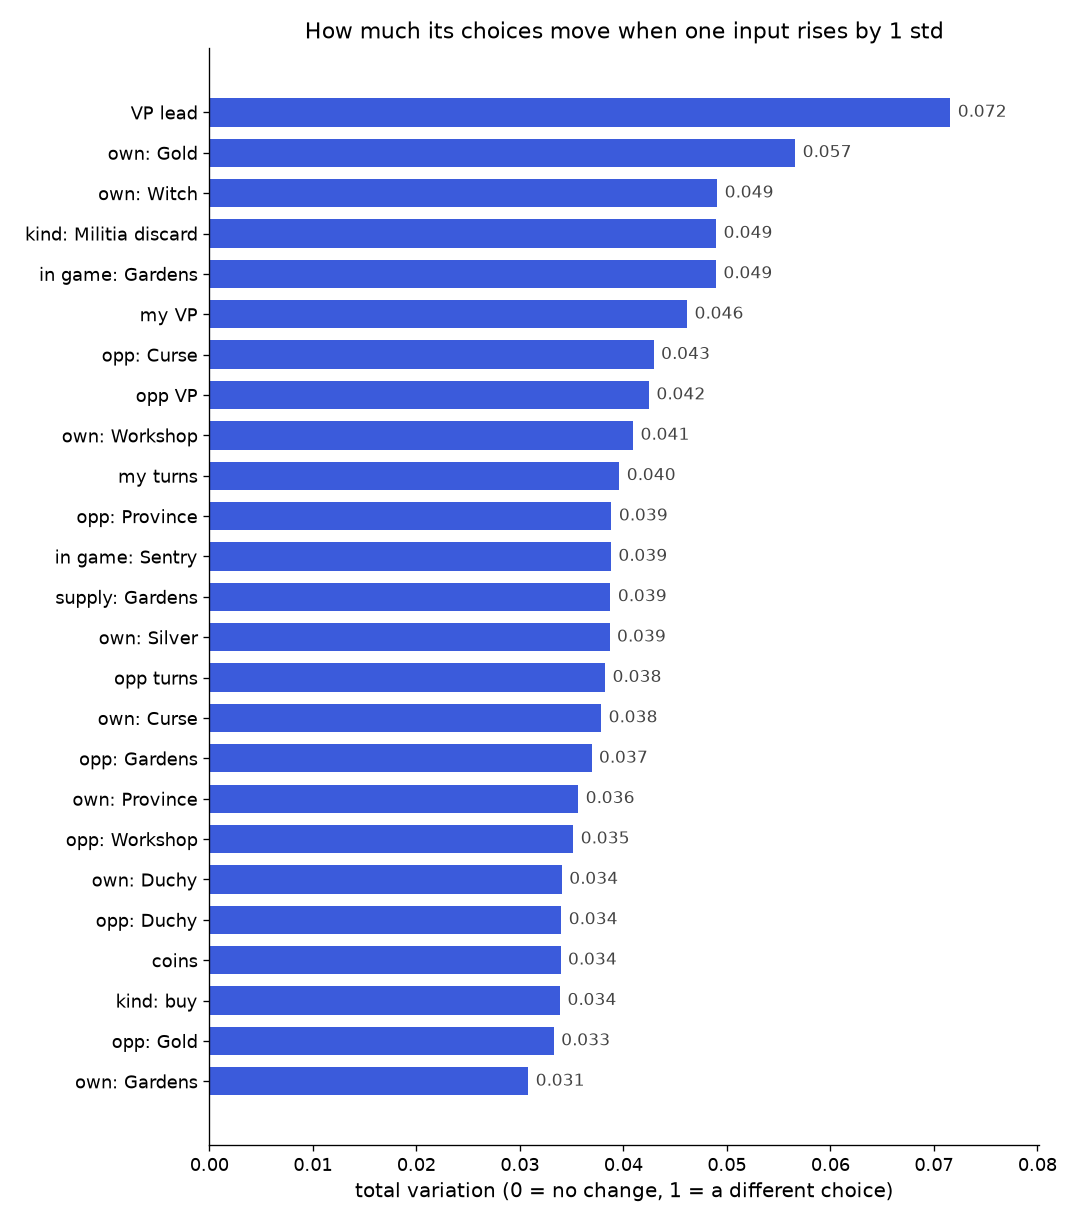 How much its choices move when one input rises by 1 std
VP lead 0.072
own: Gold 0.057
own: Witch 0.049
kind: Militia discard 0.049
in game: Gardens 0.049
my VP 0.046
opp: Curse 0.043
opp VP 0.042
own: Workshop 0.041
my turns 0.040
opp: Province 0.039
in game: Sentry 0.039
supply: Gardens 0.039
own: Silver 0.039
opp turns 0.038
own: Curse 0.038
opp: Gardens 0.037
own: Province 0.036
opp: Workshop 0.035
own: Duchy 0.034
opp: Duchy 0.034
coins 0.034
kind: buy 0.034
opp: Gold 0.033
own: Gardens 0.031
0.00 0.01 0.02 0.03 0.04 0.05 0.06 0.07 0.08
total variation (0 = no change, 1 = a different choice)